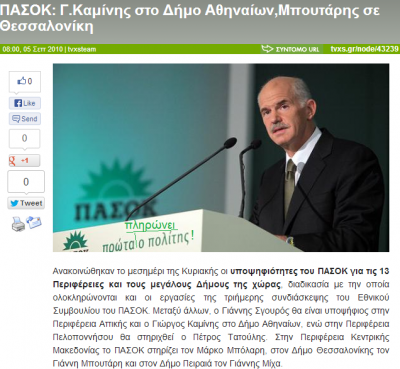 ΠΑΣΟΚ: Γ.Καμίνης στο Δήμο Αθηναίων,Μπουτάρης σε
Θεσσαλονίκη
08:00, 05 Σεπ 2010 | tvxsteam
ΣΥΝΤΟΜΟ URL
tvxs.gr/node/43239
0
Like
Send
0
+1
0
Tweet
ΠΑΣΟΚ
πληρώνει
πρώτα ο πολίτης !
Ανακοινώθηκαν το μεσημέρι της Κυριακής οι υποψηφιότητες του ΠΑΣΟΚ για τις 13
Περιφέρειες και τους μεγάλους Δήμους της χώρας, διαδικασία με την οποία
ολοκληρώνονται και οι εργασίες της τριήμερης συνδιάσκεψης του Εθνικού
Συμβουλίου του ΠΑΣΟΚ. Μεταξύ άλλων, ο Γιάννης Σγουρός θα είναι υποψήφιος στην
Περιφέρεια Αττικής και ο Γιώργος Καμίνης στο Δήμο Αθηναίων, ενώ στην Περιφέρεια
Πελοποννήσου θα στηριχθεί ο Πέτρος Τατούλης. Στην Περιφέρεια Κεντρικής
Μακεδονίας το ΠΑΣΟΚ στηρίζει τον Μάρκο Μπόλαρη, στον Δήμο Θεσσαλονίκης τον
Γιάννη Μπουτάρη και στον Δήμο Πειραιά τον Γιάννης Μίχα.